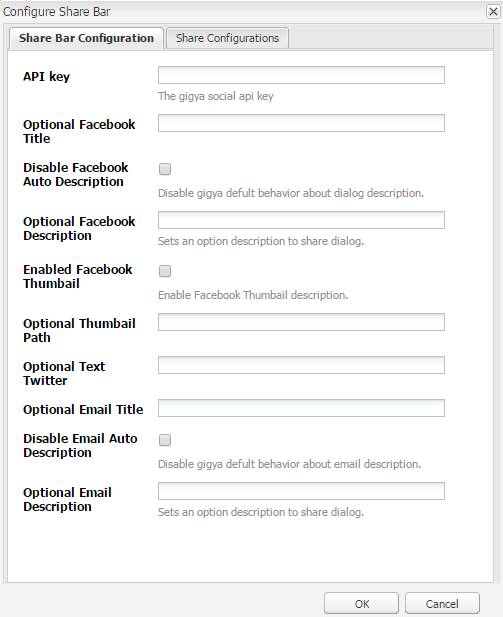 Configure Share Bar
Share Bar Configuration
Share Configurations
API key
The gigya social api key
Optional Facebook
Title
Disable Facebook
Auto Description
Disable gigya defult behavior about dialog description.
Optional Facebook
Description
Sets an option description to share dialog.
Enabled Facebook
Thumbail
Enable Facebook Thumbail description.
Optional Thumbail
Path
Optional Text
Twitter
Optional Email Title
Disable Email Auto
Description
Disable gigya defult behavior about email description.
Optional Email
Description
Sets an option description to share dialog.
OK
Cancel